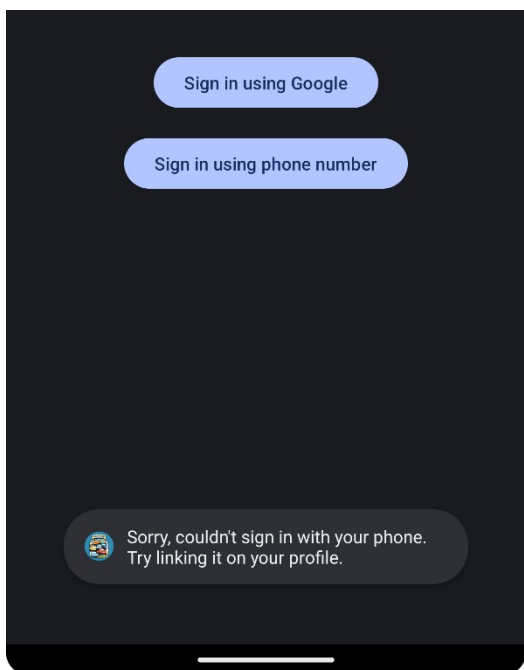 Sign in using Google
Sign in using phone number
Sorry, couldn't sign in with your phone.
Try linking it on your profile.